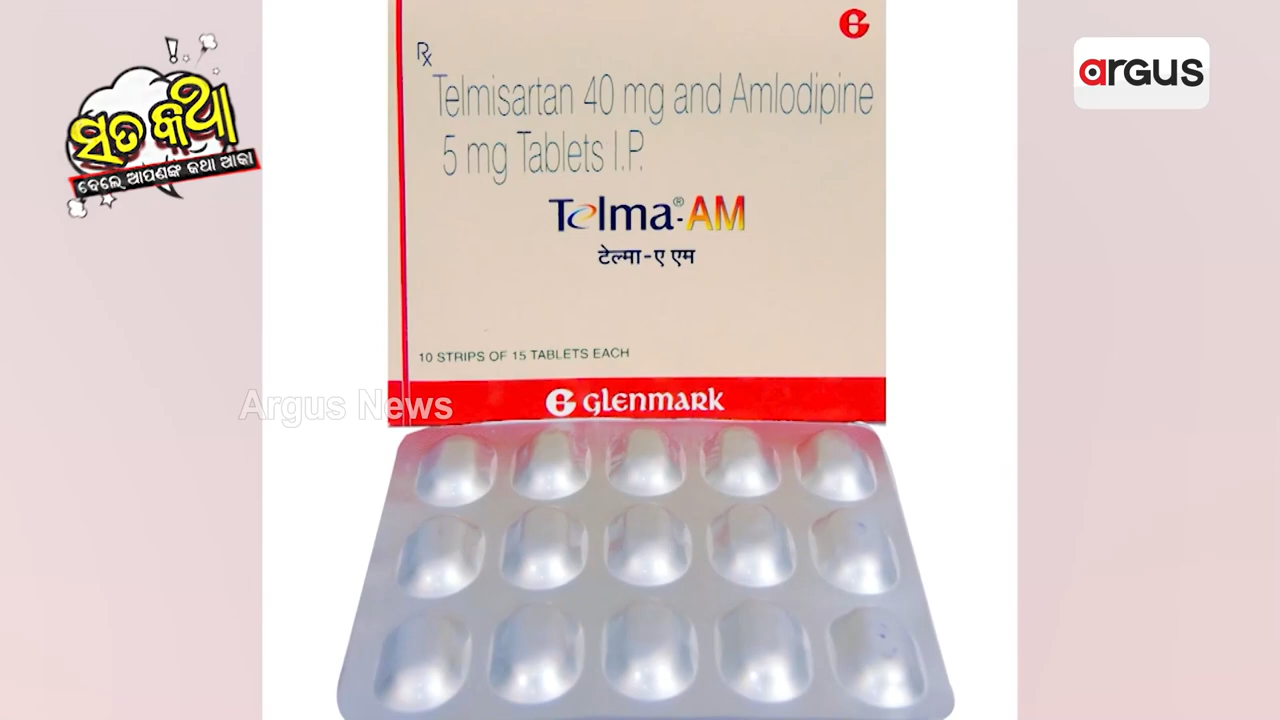 ସତ କଥା
ବେଲେ ଆପଣଙ୍କ କଥା ଆକା
argus
Rx
Telmisartan 40 mg and Amlodipine
5 mg Tablets I.P.
Telma®-AM
टेल्मा-ए एम
10 STRIPS OF 15 TABLETS EACH
Argus News
GLENMARK